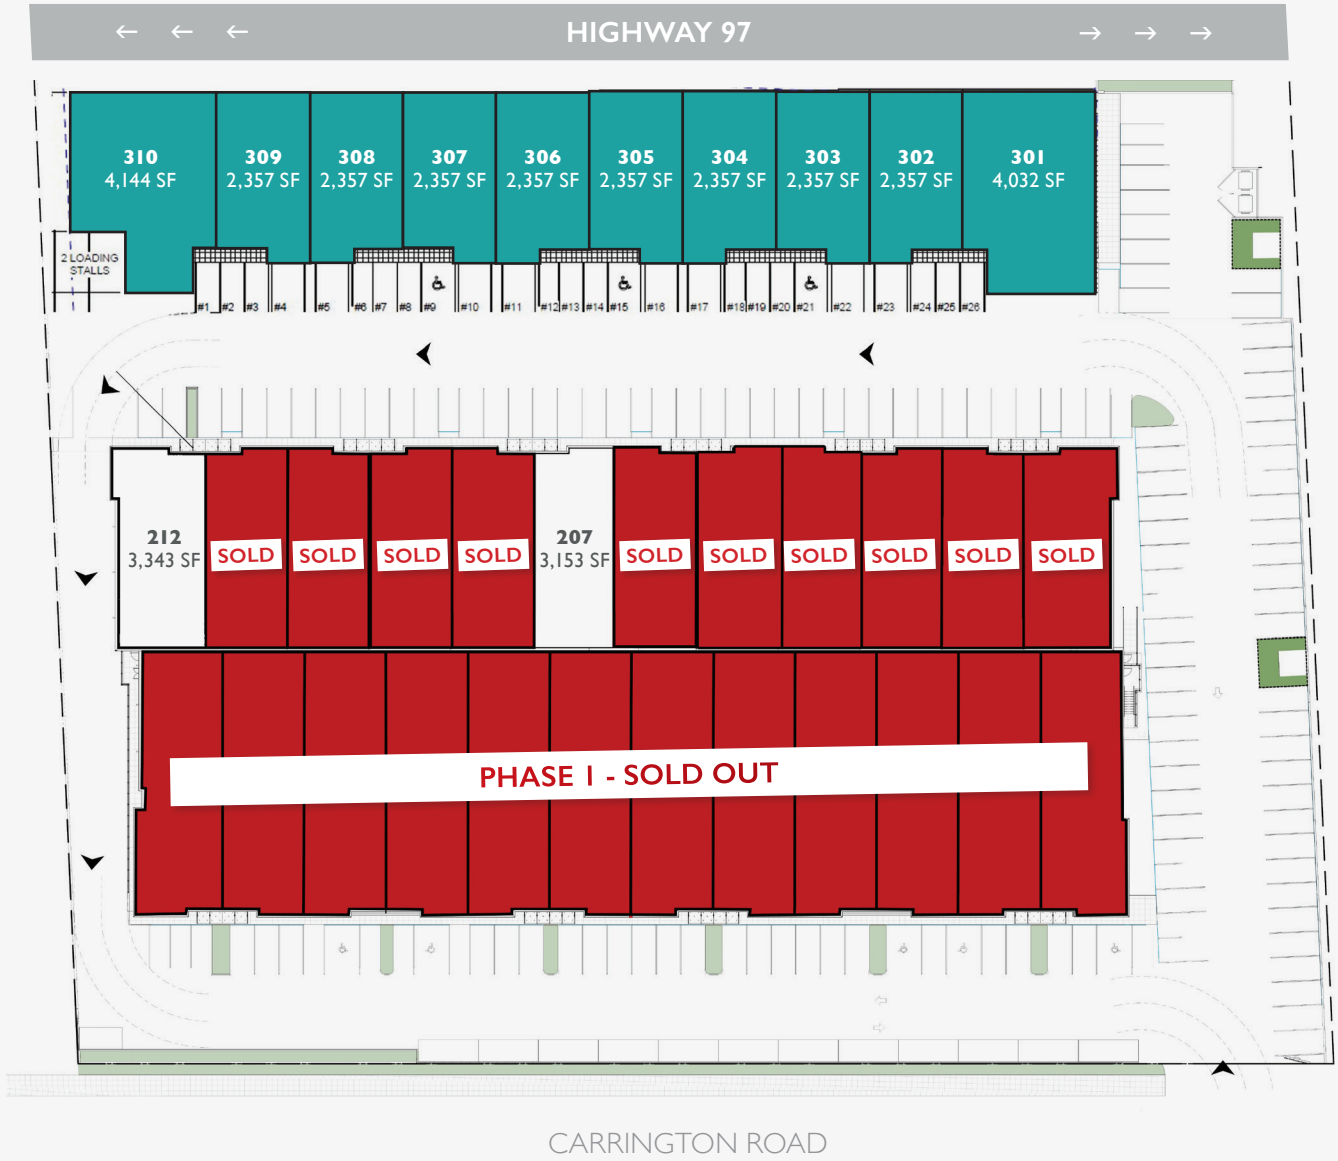 ← ← ← HIGHWAY 97 → → →
310 309 308 307 306 305 304 303 302 301
4,144 SF 2,357 SF 2,357 SF 2,357 SF 2,357 SF 2,357 SF 2,357 SF 2,357 SF 2,357 SF 4,032 SF
2 LOADING
STALLS
#1 #2 #3 #4 #5 #6 #7 #8 #9 #10 #11 #12 #13 #14 #15 #16 #17 #18 #19 #20 #21 #22 #23 #24 #25 #26
212 207
3,343 SF SOLD SOLD SOLD SOLD 3,153 SF SOLD SOLD SOLD SOLD SOLD SOLD
PHASE 1 - SOLD OUT
CARRINGTON ROAD